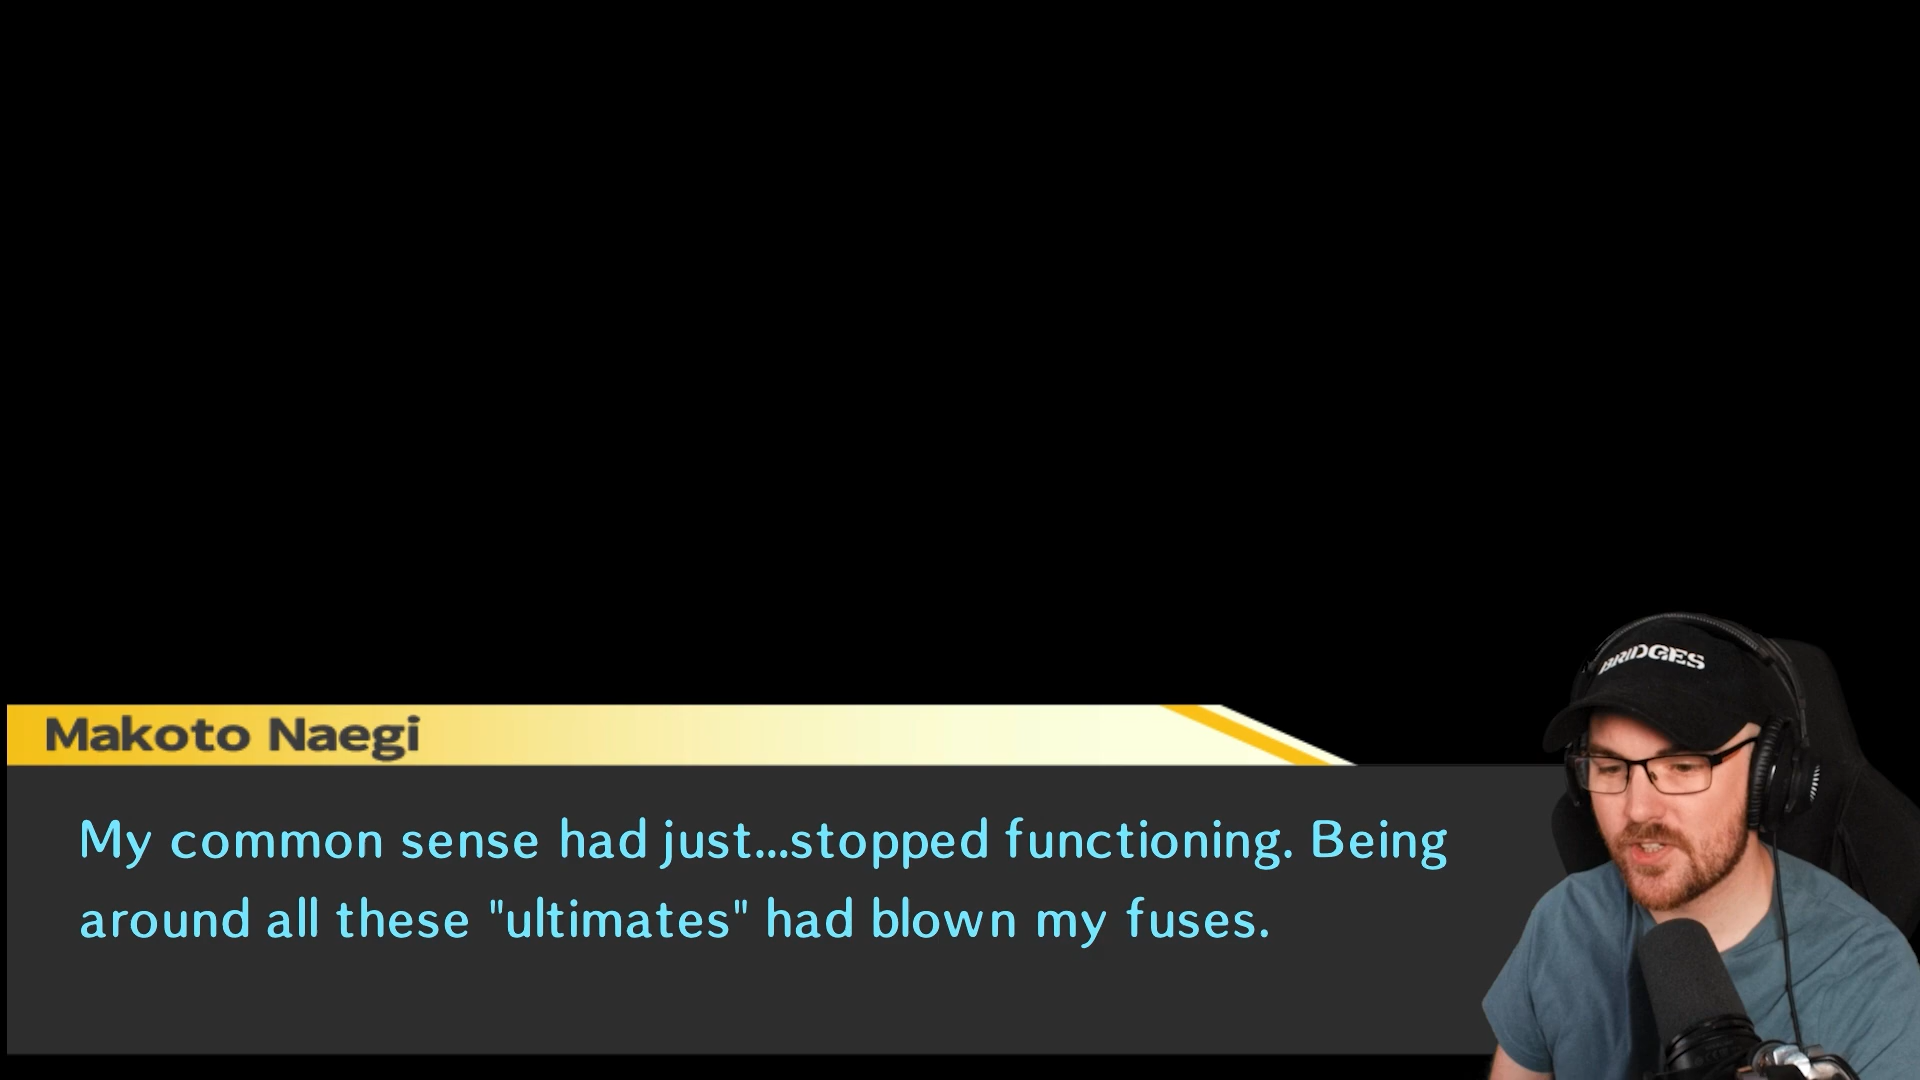 BRIDGES
Makoto Naegi
My common sense had just...stopped functioning. Being
around all these "ultimates" had blown my fuses.